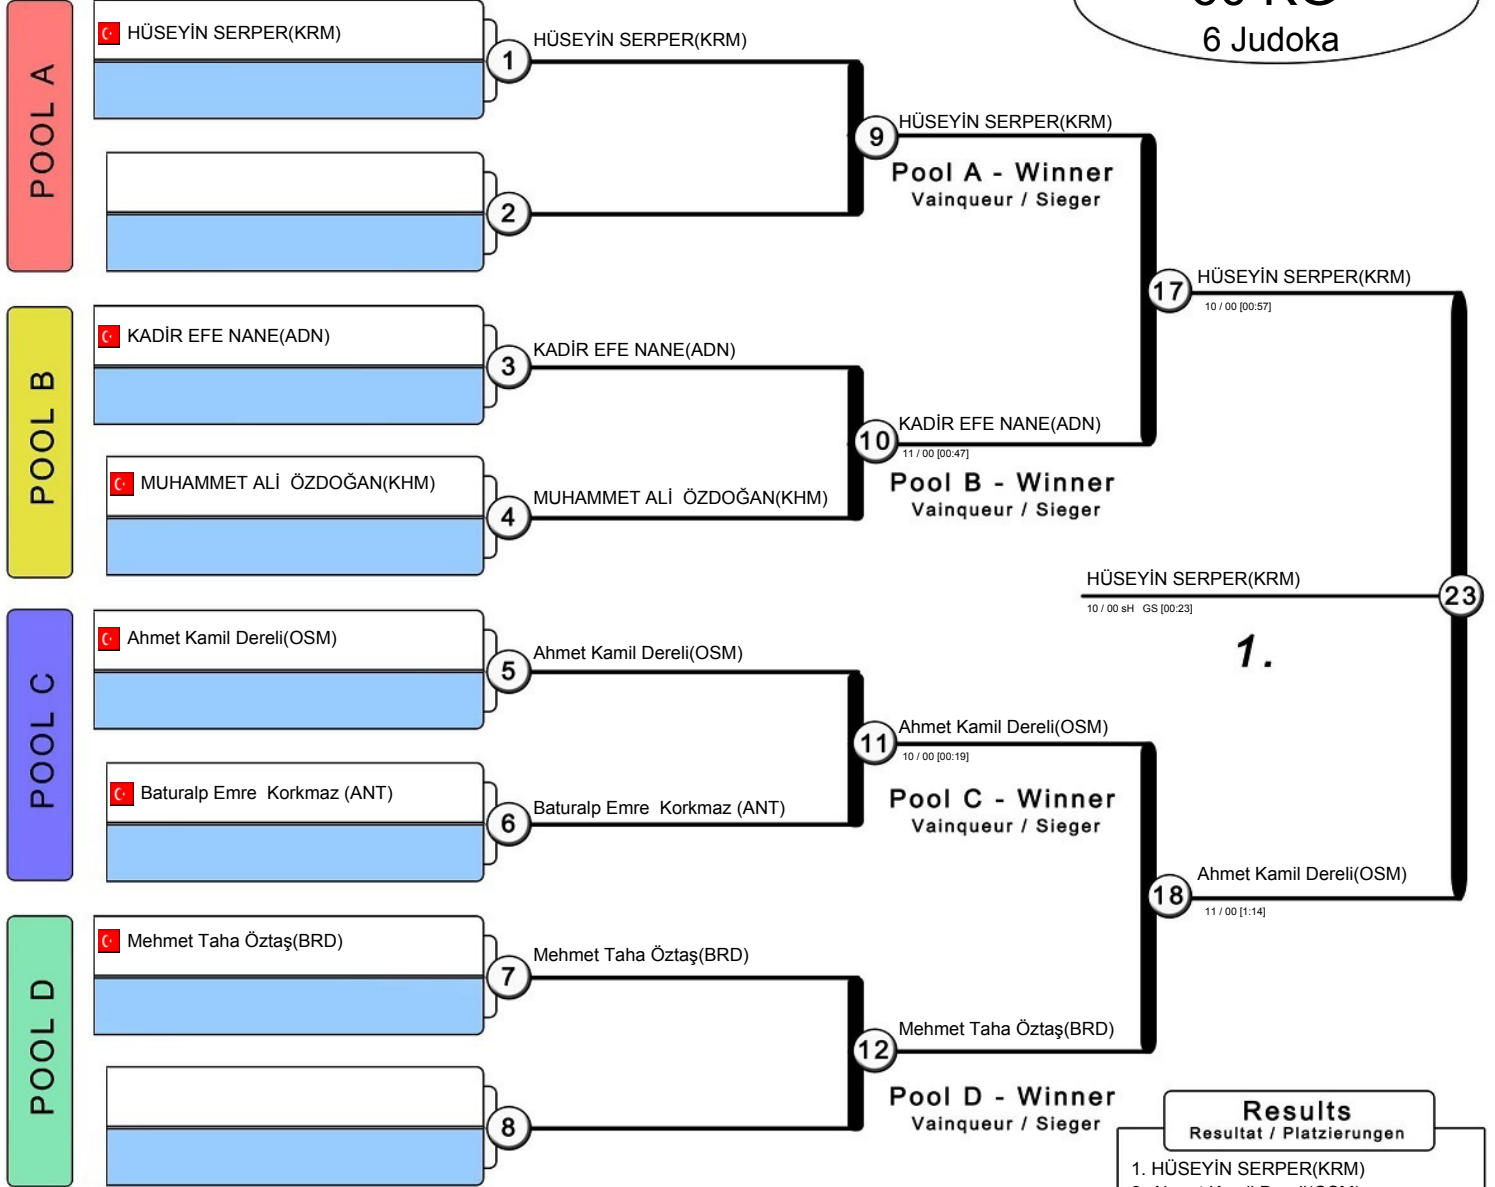 KG
6 Judoka
POOL A
HÜSEYİN SERPER(KRM)
1
HÜSEYİN SERPER(KRM)
2
9
HÜSEYİN SERPER(KRM)
Pool A - Winner
Vainqueur / Sieger
POOL B
KADİR EFE NANE(ADN)
3
KADİR EFE NANE(ADN)
MUHAMMET ALİ  ÖZDOĞAN(KHM)
4
MUHAMMET ALİ  ÖZDOĞAN(KHM)
10
KADİR EFE NANE(ADN)
11 / 00 [00:47]
Pool B - Winner
Vainqueur / Sieger
17
HÜSEYİN SERPER(KRM)
10 / 00 [00:57]
POOL C
Ahmet Kamil Dereli(OSM)
5
Ahmet Kamil Dereli(OSM)
Baturalp Emre  Korkmaz (ANT)
6
Baturalp Emre  Korkmaz (ANT)
11
Ahmet Kamil Dereli(OSM)
10 / 00 [00:19]
Pool C - Winner
Vainqueur / Sieger
POOL D
Mehmet Taha Öztaş(BRD)
7
Mehmet Taha Öztaş(BRD)
8
12
Mehmet Taha Öztaş(BRD)
Pool D - Winner
Vainqueur / Sieger
18
Ahmet Kamil Dereli(OSM)
11 / 00 [1:14]
HÜSEYİN SERPER(KRM)
23
10 / 00 sH   GS [00:23]
1.
Results
Resultat / Platzierungen
1. HÜSEYİN SERPER(KRM)